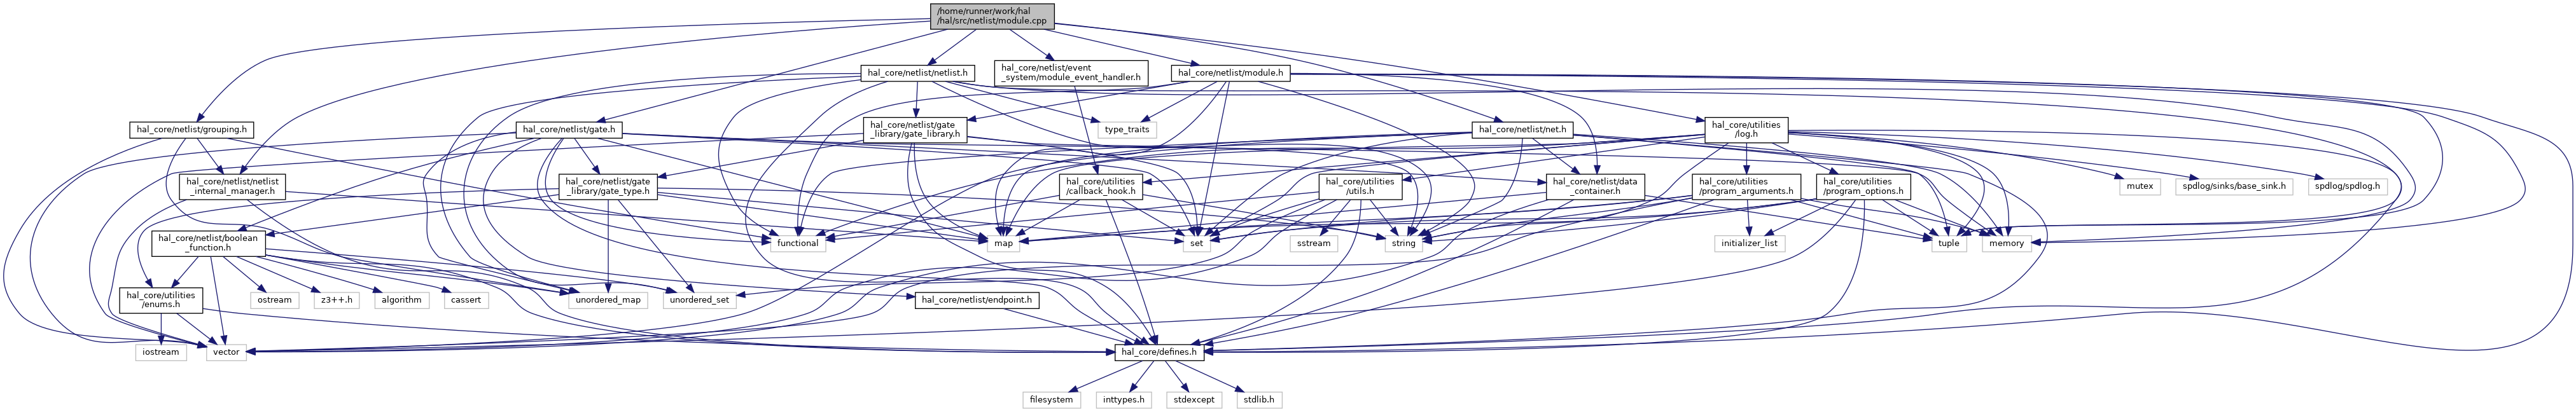 /home/runner/work/hal
/hal/src/netlist/module.cpp
hal_core/netlist/netlist.h
hal_core/netlist/event
_system/module_event_handler.h
hal_core/netlist/module.h
hal_core/netlist/grouping.h
hal_core/netlist/gate.h
hal_core/netlist/gate
_library/gate_library.h
type_traits
hal_core/netlist/net.h
hal_core/utilities
/log.h
hal_core/netlist/netlist
_internal_manager.h
hal_core/netlist/gate
_library/gate_type.h
hal_core/utilities
/callback_hook.h
hal_core/utilities
/utils.h
hal_core/netlist/data
_container.h
hal_core/utilities
/program_arguments.h
hal_core/utilities
/program_options.h
mutex
spdlog/sinks/base_sink.h
spdlog/spdlog.h
hal_core/netlist/boolean
_function.h
functional
map
set
sstream
string
initializer_list
tuple
memory
hal_core/utilities
/enums.h
ostream
z3++.h
algorithm
cassert
unordered_map
unordered_set
hal_core/netlist/endpoint.h
iostream
vector
hal_core/defines.h
filesystem
inttypes.h
stdexcept
stdlib.h